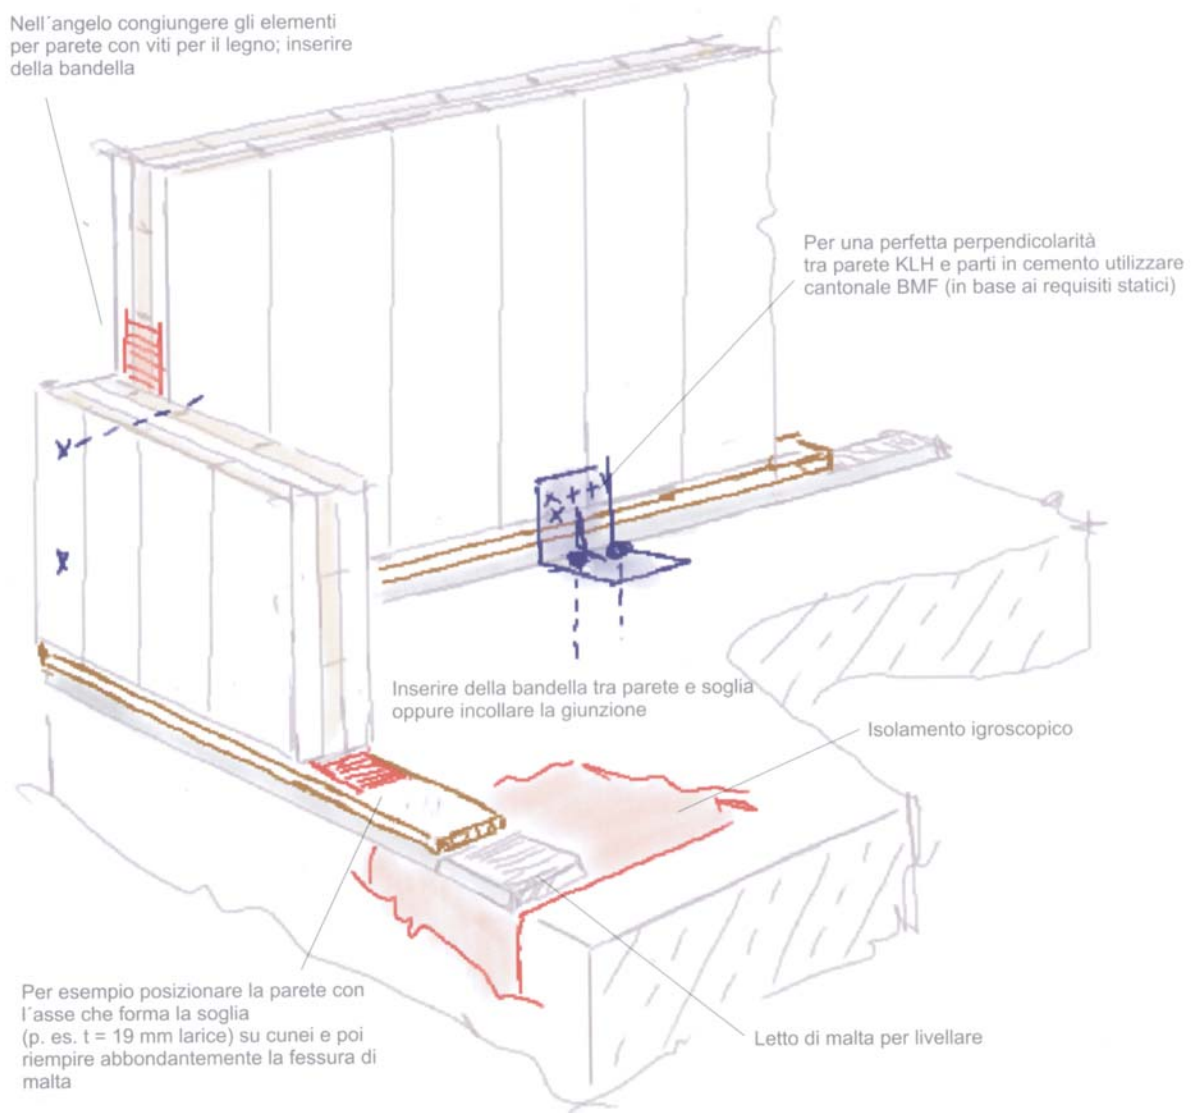 Nell´angelo congiungere gli elementi
per parete con viti per il legno; inserire
della bandella
Per una perfetta perpendicolarità
tra parete KLH e parti in cemento utilizzare
cantonale BMF (in base ai requisiti statici)
Inserire della bandella tra parete e soglia
oppure incollare la giunzione
Isolamento igroscopico
Per esempio posizionare la parete con
l´asse che forma la soglia
(p. es. t = 19 mm larice) su cunei e poi
riempire abbondantemente la fessura di
malta
Letto di malta per livellare